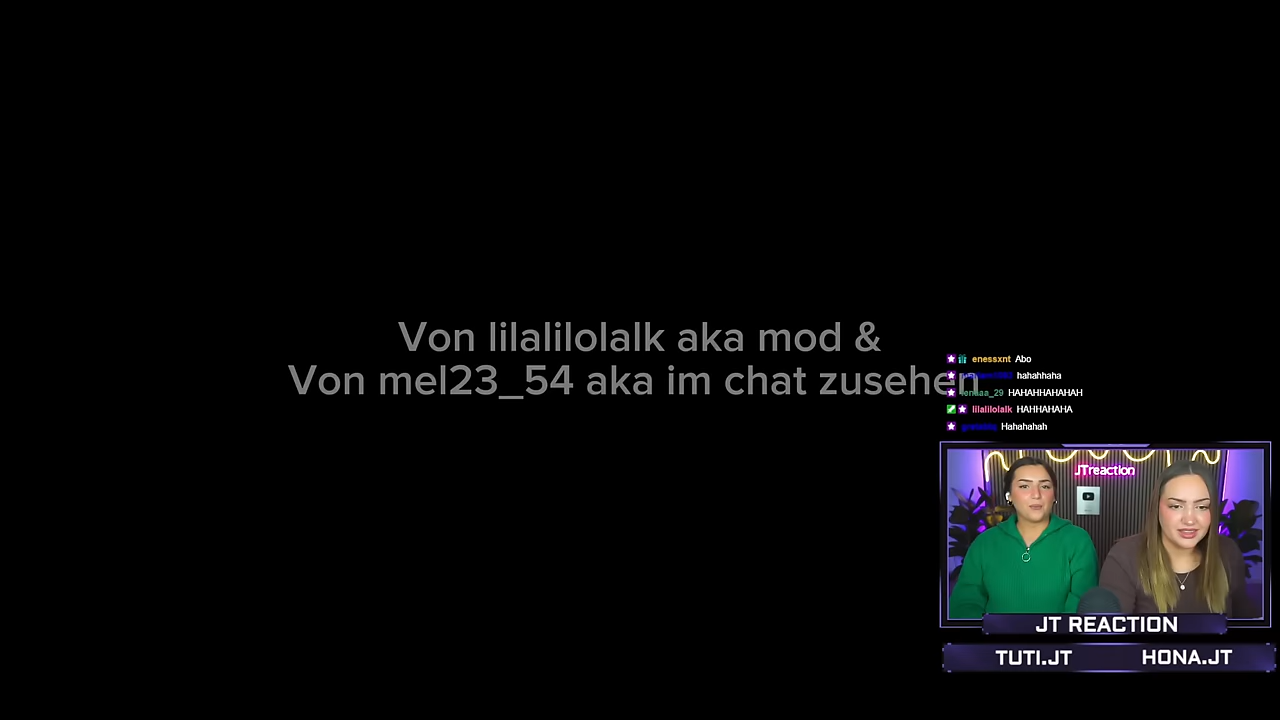 Von lilalilolalk aka mod &
Von mel23_54 aka im chat zusehen
enessxnt Abo
hahahhaha
lenaaa_29 HAHAHHAHAHAH
lilalilolalk HAHHAHAHA
Hahahahah
JTreaction
JT REACTION
TUTI.JT
HONA.JT